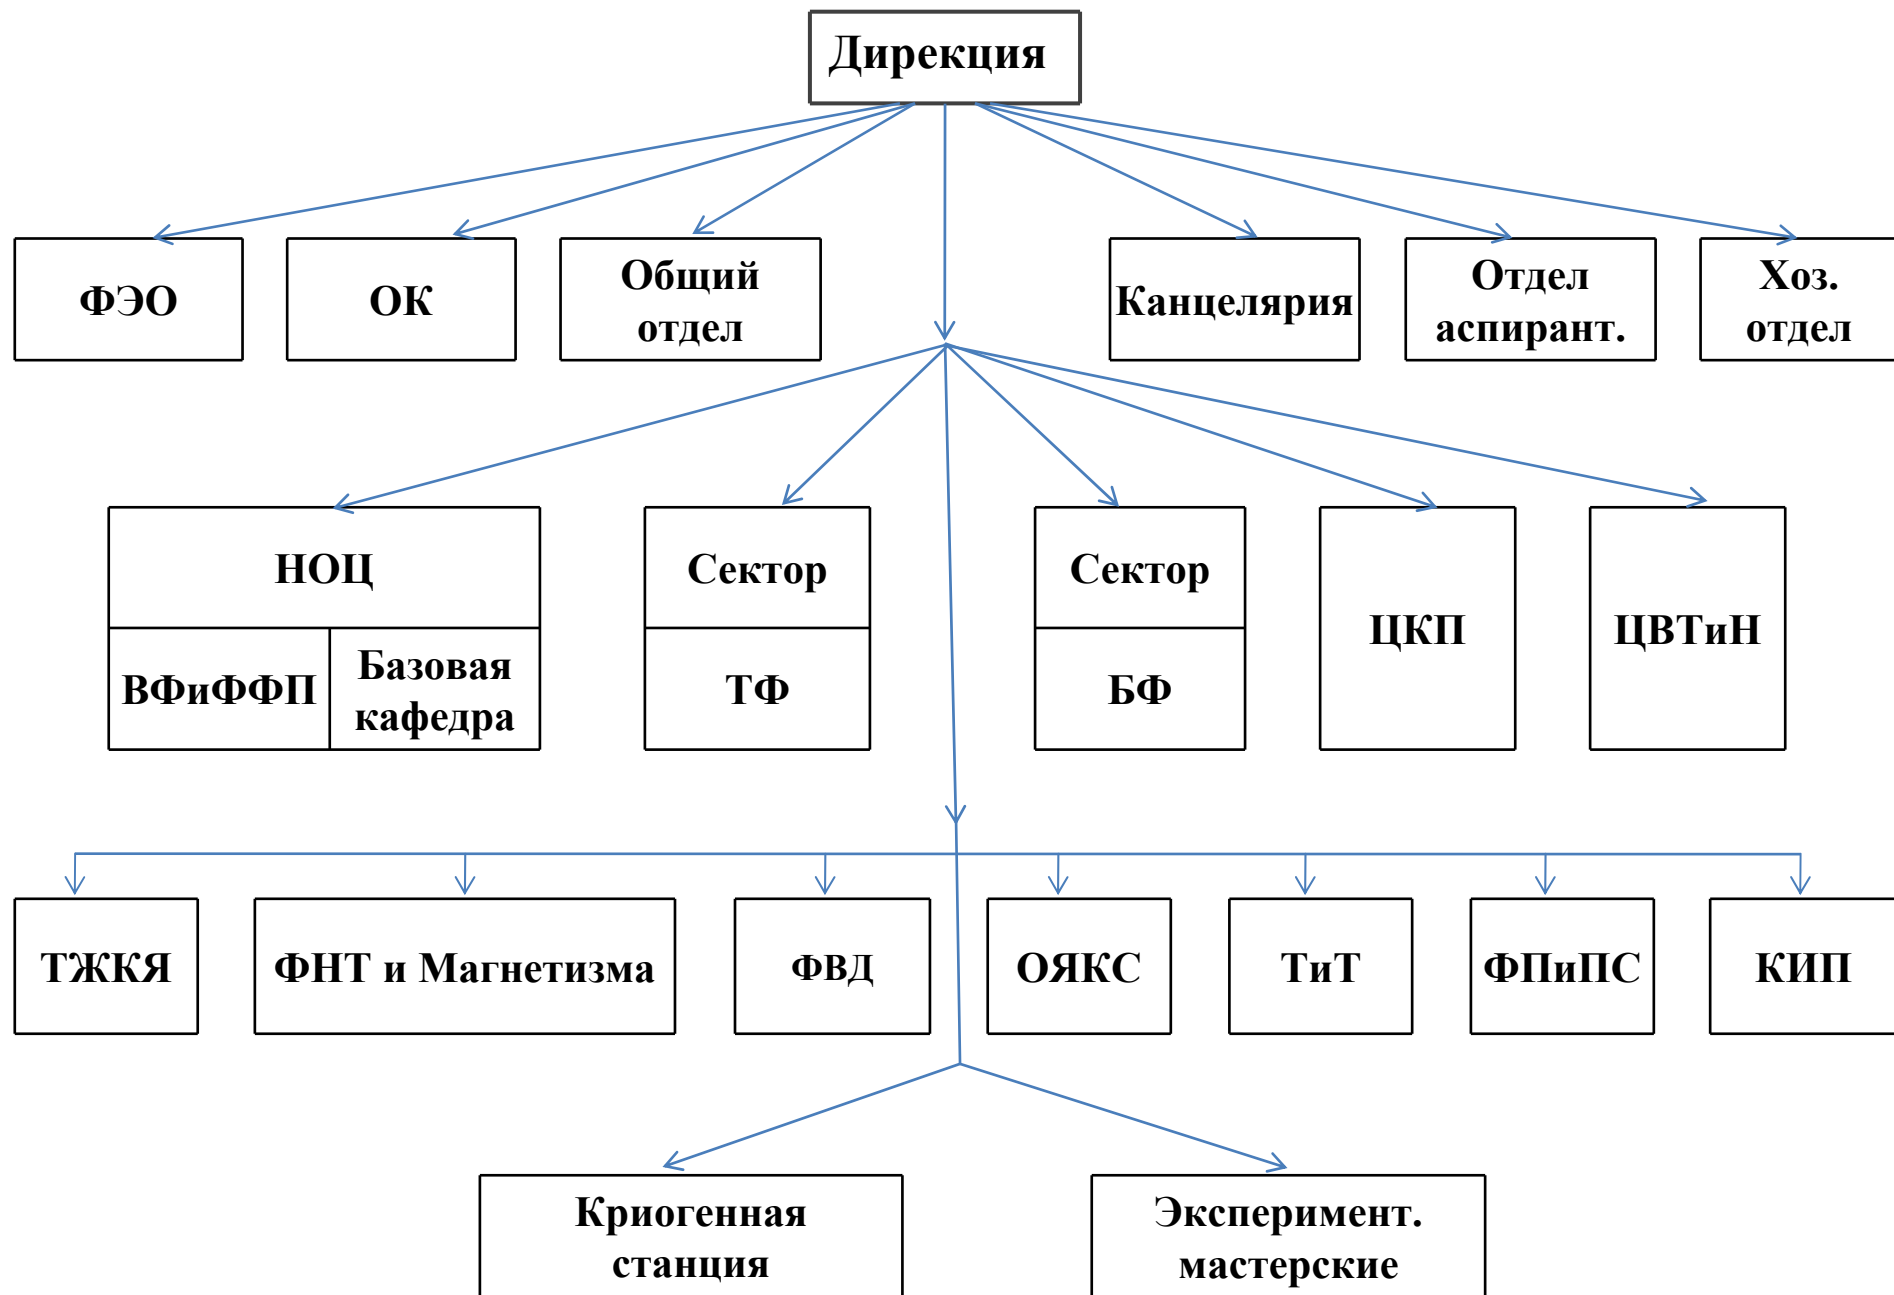 Дирекция
ФЭО
ОК
Общий
отдел
Канцелярия
Отдел
аспирант.
Хоз.
отдел
НОЦ
ВФиФФП
Базовая
кафедра
Сектор
ТФ
Сектор
БФ
ЦКП
ЦВТиН
ТЖКЯ
ФНТ и Магнетизма
ФВД
ОЯКС
ТиТ
ФПиПС
КИП
Криогенная
станция
Эксперимент.
мастерские